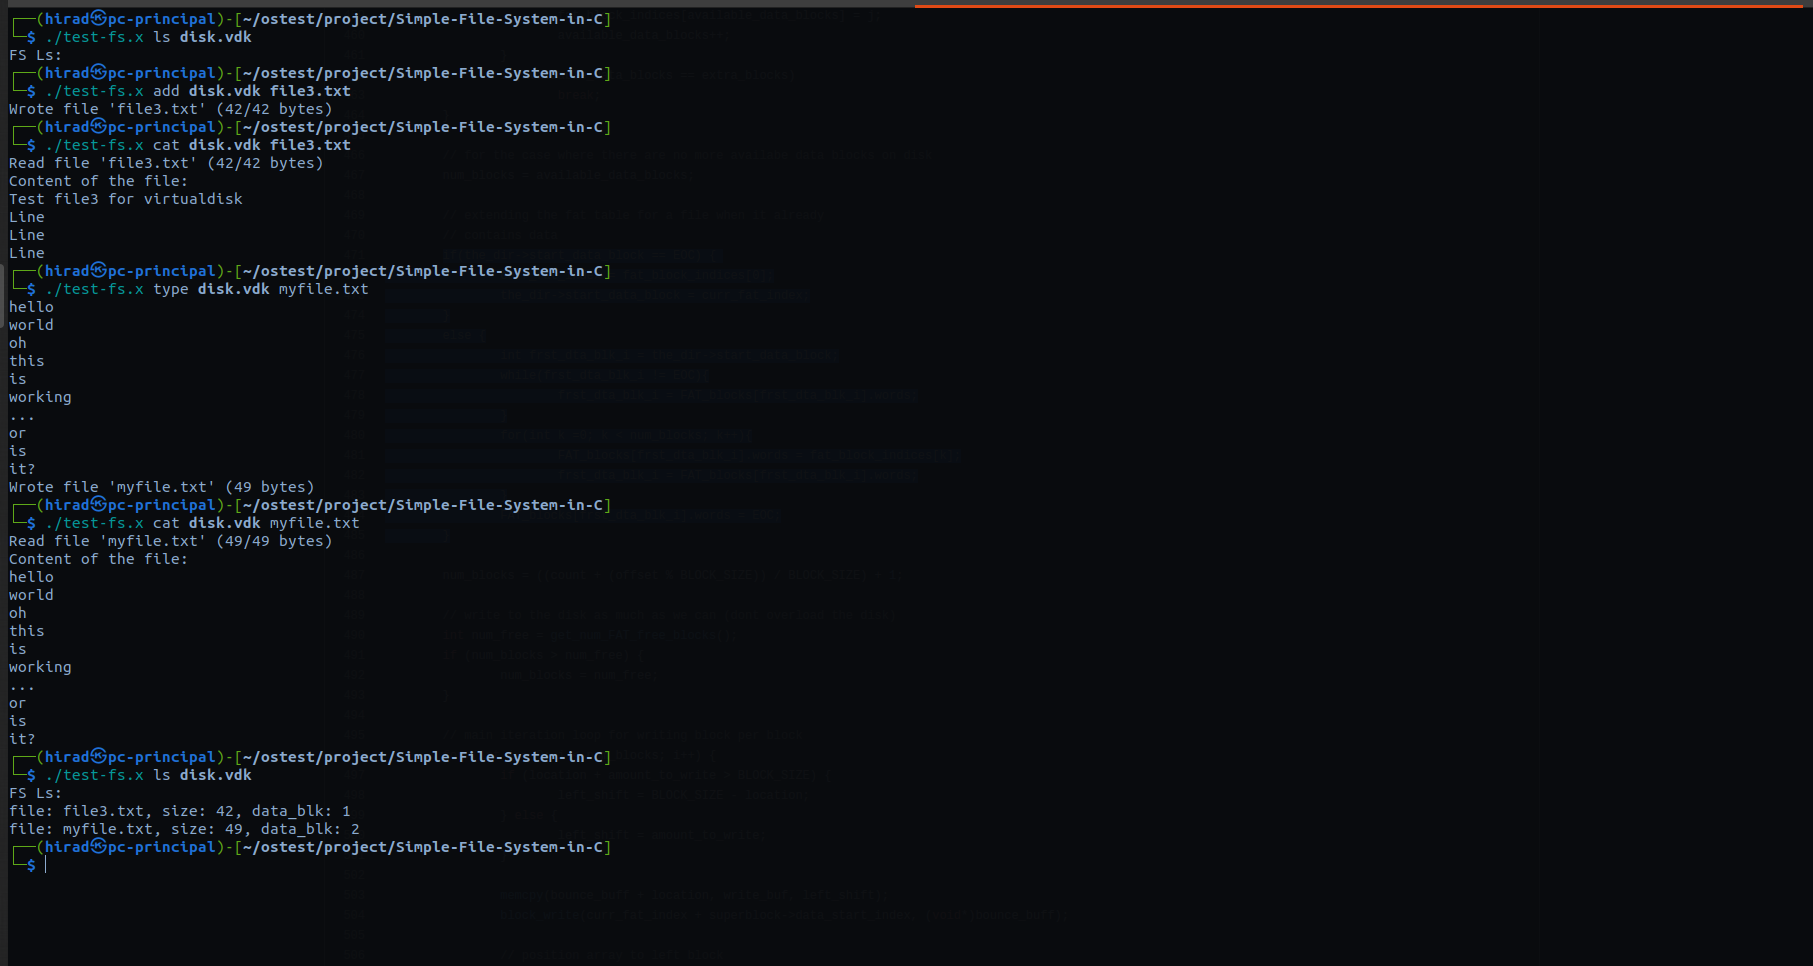 ┌──(hirad㉿pc-principal)-[~/ostest/project/Simple-File-System-in-C]
└─$ ./test-fs.x ls disk.vdk
FS Ls:
┌──(hirad㉿pc-principal)-[~/ostest/project/Simple-File-System-in-C]
└─$ ./test-fs.x add disk.vdk file3.txt
Wrote file 'file3.txt' (42/42 bytes)
┌──(hirad㉿pc-principal)-[~/ostest/project/Simple-File-System-in-C]
└─$ ./test-fs.x cat disk.vdk file3.txt
Read file 'file3.txt' (42/42 bytes)
Content of the file:
Test file3 for virtualdisk
Line
Line
Line
┌──(hirad㉿pc-principal)-[~/ostest/project/Simple-File-System-in-C]
└─$ ./test-fs.x type disk.vdk myfile.txt
hello
world
oh
this
is
working
...
or
is
it?
Wrote file 'myfile.txt' (49 bytes)
┌──(hirad㉿pc-principal)-[~/ostest/project/Simple-File-System-in-C]
└─$ ./test-fs.x cat disk.vdk myfile.txt
Read file 'myfile.txt' (49/49 bytes)
Content of the file:
hello
world
oh
this
is
working
...
or
is
it?
┌──(hirad㉿pc-principal)-[~/ostest/project/Simple-File-System-in-C]
└─$ ./test-fs.x ls disk.vdk
FS Ls:
file: file3.txt, size: 42, data_blk: 1
file: myfile.txt, size: 49, data_blk: 2
┌──(hirad㉿pc-principal)-[~/ostest/project/Simple-File-System-in-C]
└─$